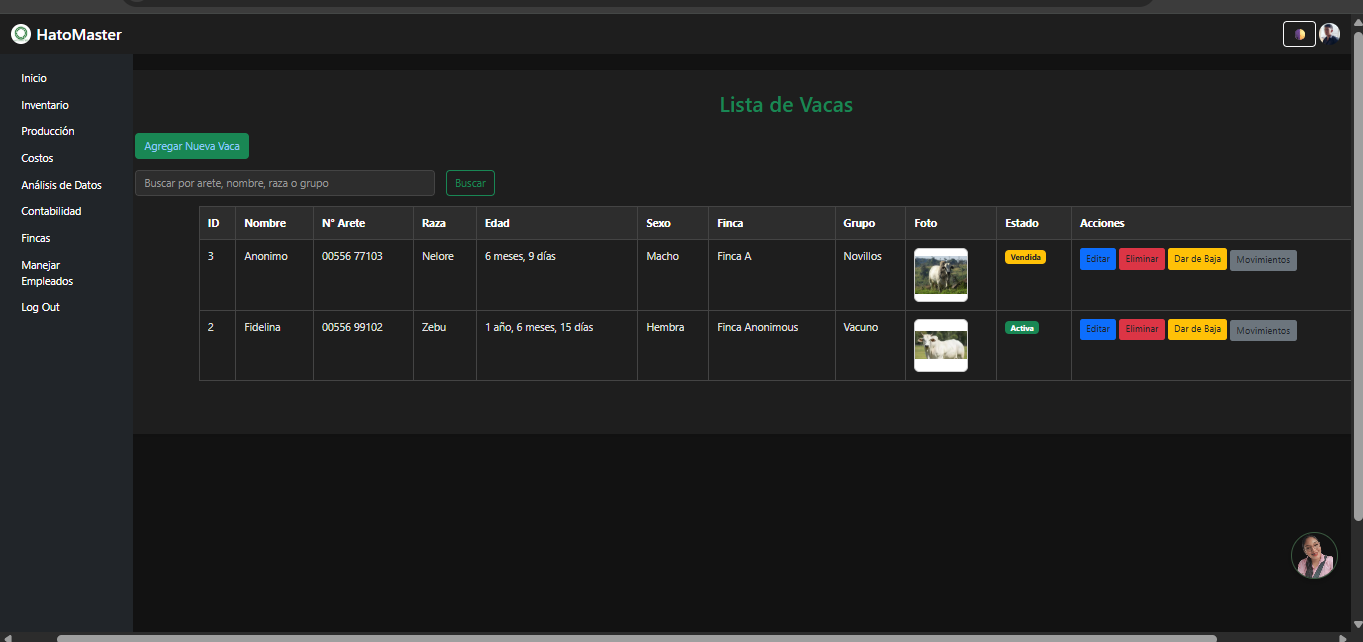 HatoMaster
Inicio
Inventario
Producción
Costos
Análisis de Datos
Contabilidad
Fincas
Manejar
Empleados
Log Out
Lista de Vacas
Agregar Nueva Vaca
Buscar por arete, nombre, raza o grupo Buscar
ID Nombre N° Arete Raza Edad Sexo Finca Grupo Foto Estado Acciones
3 Anonimo 00556 77103 Nelore 6 meses, 9 días Macho Finca A Novillos Vendida Editar Eliminar Dar de Baja Movimientos
2 Fidelina 00556 99102 Zebu 1 año, 6 meses, 15 días Hembra Finca Anonimous Vacuno Activa Editar Eliminar Dar de Baja Movimientos